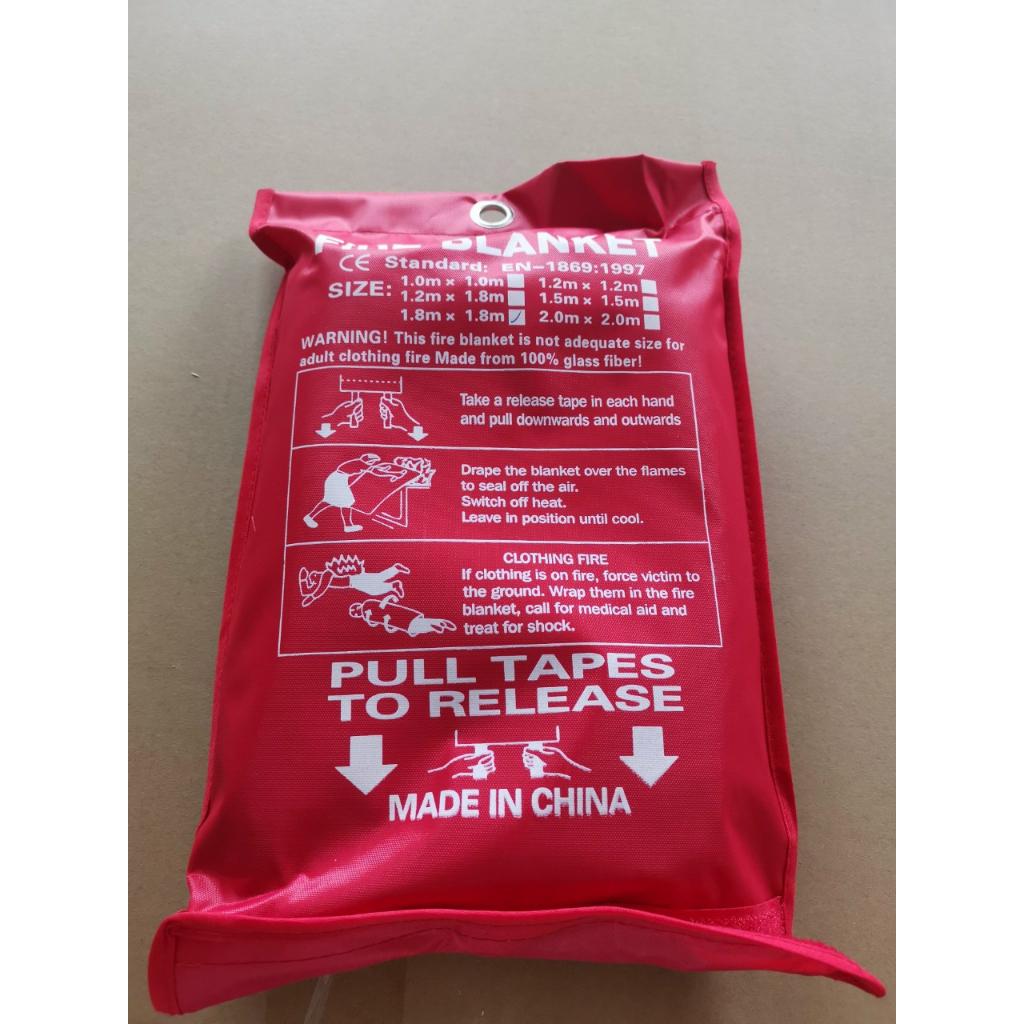 FIRE BLANKET
CE Standard: EN-1869:1997
SIZE: 1.0m × 1.0m 1.2m × 1.2m
1.2m × 1.8m 1.5m × 1.5m
1.8m × 1.8m 2.0m × 2.0m
WARNING! This fire blanket is not adequate size for
adult clothing fire Made from 100% glass fiber!
Take a release tape in each hand
and pull downwards and outwards
Drape the blanket over the flames
to seal off the air.
Switch off heat.
Leave in position until cool.
CLOTHING FIRE
If clothing is on fire, force victim to
the ground. Wrap them in the fire
blanket, call for medical aid and
treat for shock.
PULL TAPES
TO RELEASE
MADE IN CHINA